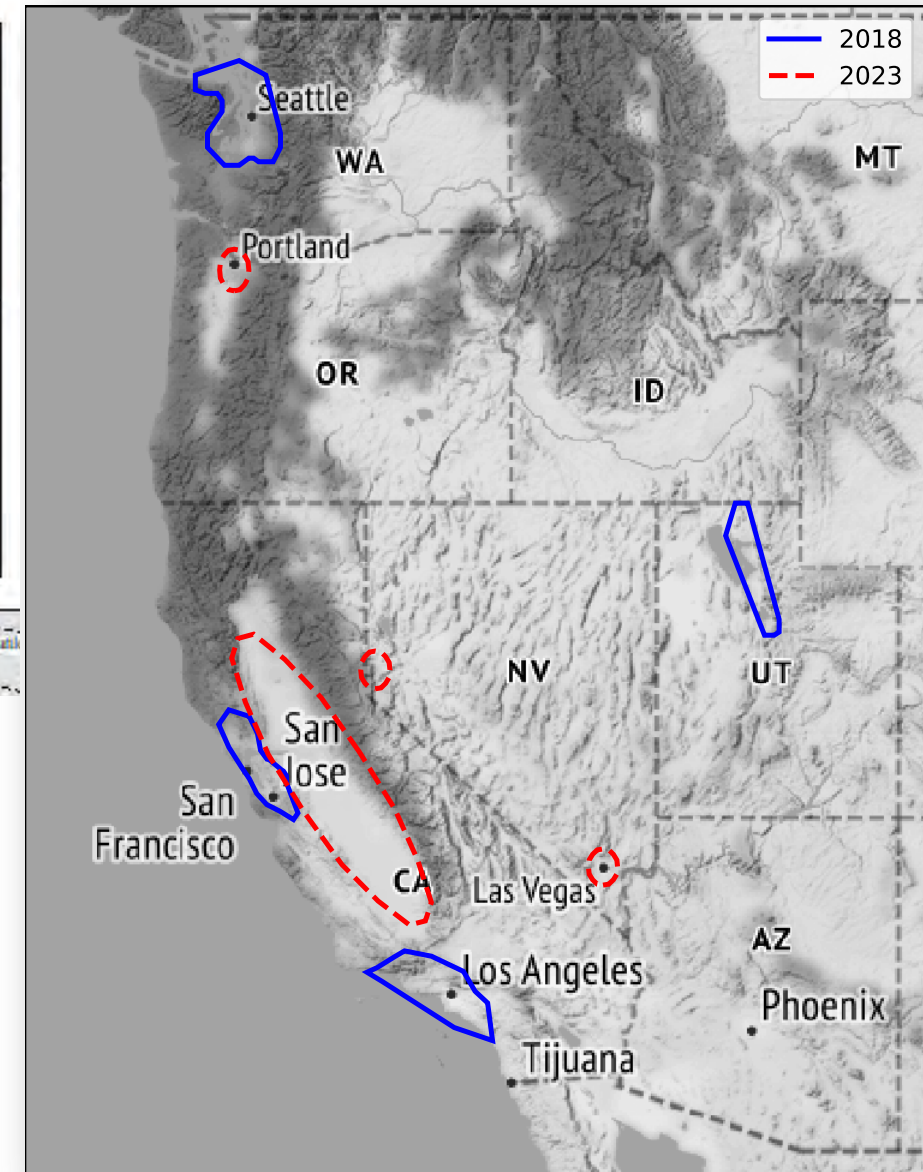 2018
2023
Seattle
WA
MT
Portland
OR
ID
NV
UT
San
Jose
San
Francisco
CA
Las Vegas
AZ
Los Angeles
Phoenix
Tijuana